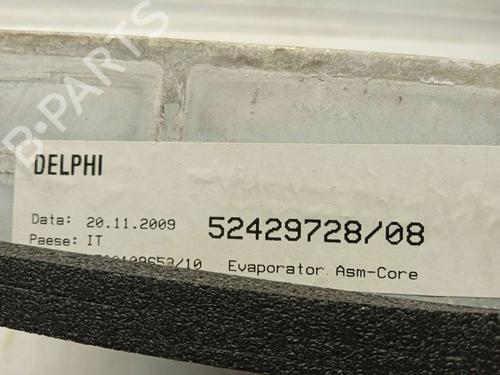 B-PARTS
DELPHI
Data: 20.11.2009 52429728/08
Paese: IT
Evaporator Asm-Core